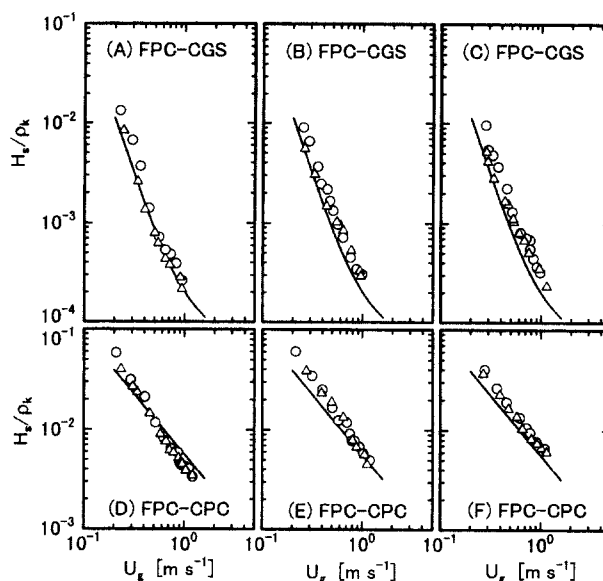 10⁻¹
(A) FPC-CGS
(B) FPC-CGS
(C) FPC-CGS
10⁻²
Hₛ/ρₖ
10⁻³
10⁻⁴
10⁻¹
10⁻²
Hₛ/ρₖ
(D) FPC-CPC
(E) FPC-CPC
(F) FPC-CPC
10⁻³
10⁻¹ 10⁰ 10⁻¹ 10⁰ 10⁻¹ 10⁰
U_g [m s⁻¹] U_g [m s⁻¹] U_g [m s⁻¹]